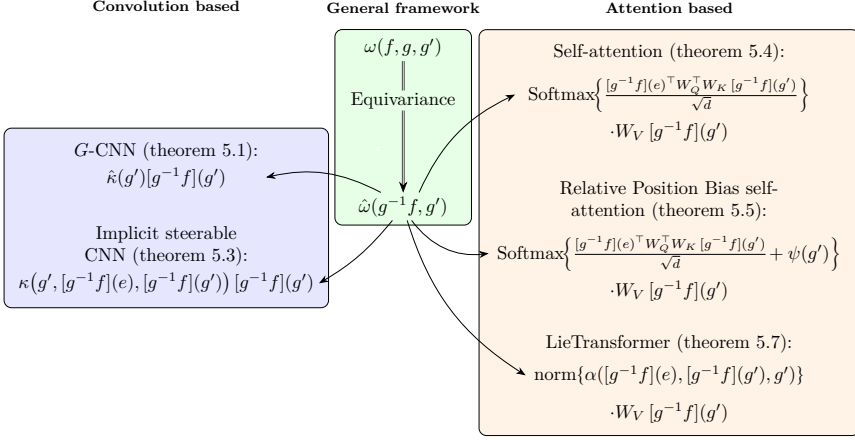 Convolution based
General framework
Attention based
ω(f, g, g′)
Equivariance
ω̂(g⁻¹f, g′)
G-CNN (theorem 5.1):
κ̂(g′)[g⁻¹f](g′)
Implicit steerable
CNN (theorem 5.3):
κ(g′, [g⁻¹f](e), [g⁻¹f](g′)) [g⁻¹f](g′)
Self-attention (theorem 5.4):
Softmax{ [g⁻¹f](e)^⊤ W_Q^⊤ W_K [g⁻¹f](g′) / √d }
·W_V [g⁻¹f](g′)
Relative Position Bias self-
attention (theorem 5.5):
Softmax{ [g⁻¹f](e)^⊤ W_Q^⊤ W_K [g⁻¹f](g′) / √d + ψ(g′) }
·W_V [g⁻¹f](g′)
LieTransformer (theorem 5.7):
norm{α([g⁻¹f](e), [g⁻¹f](g′), g′)}
·W_V [g⁻¹f](g′)